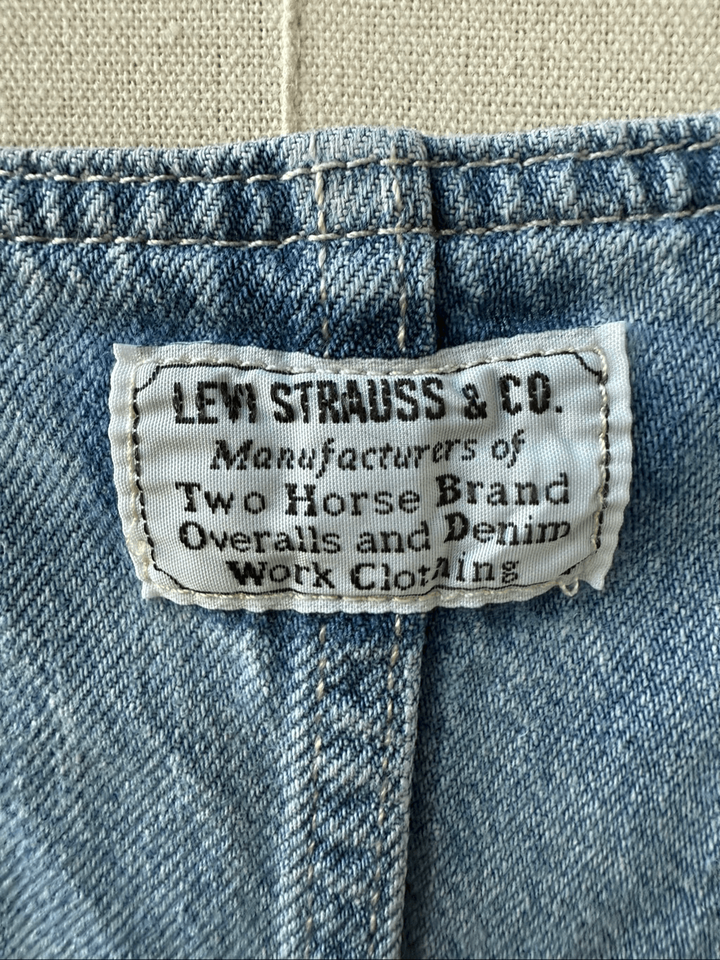 LEVI STRAUSS & CO.
Manufacturers of
Two Horse Brand
Overalls and Denim
Work Clothing